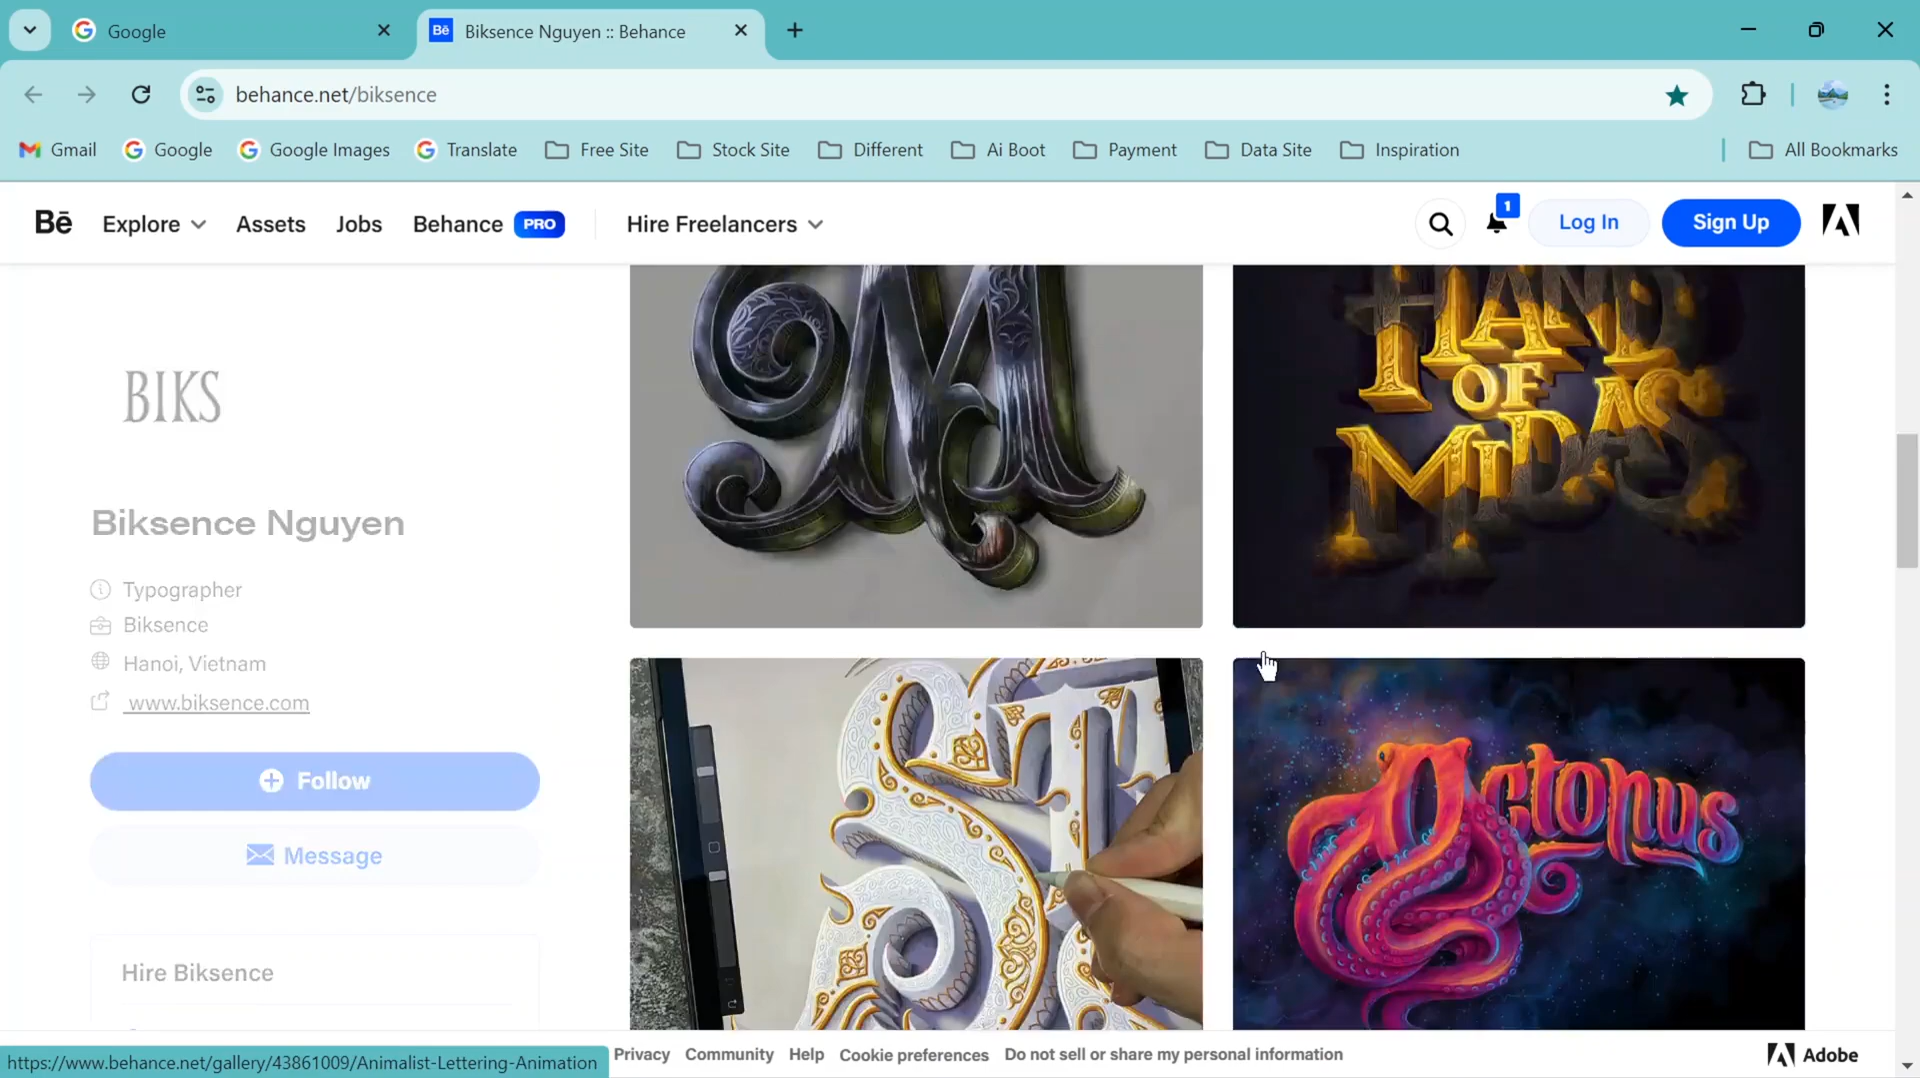 Google
Bē Biksence Nguyen :: Behance
behance.net/biksence
Gmail Google Google Images Translate Free Site Stock Site Different Ai Boot Payment Data Site Inspiration All Bookmarks
Bē Explore Assets Jobs Behance PRO Hire Freelancers 1 Log In Sign Up
BIKS
Biksence Nguyen
Typographer
Biksence
Hanoi, Vietnam
www.biksence.com
Follow
Message
Hire Biksence
M
HAND
OF
MIDAS
ST
Octonus
https://www.behance.net/gallery/43861009/Animalist-Lettering-Animation
Privacy Community Help Cookie preferences Do not sell or share my personal information
Adobe